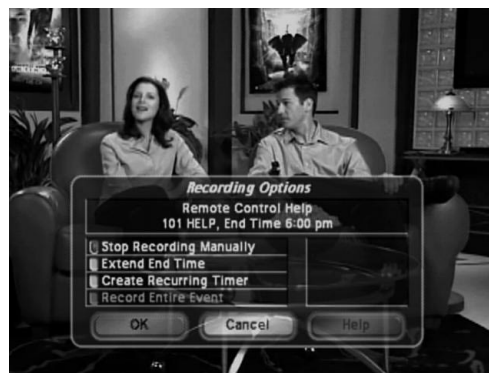 Recording Options
Remote Control Help
101 HELP, End Time 6:00 pm
Stop Recording Manually
Extend End Time
Create Recurring Timer
Record Entire Event
OK Cancel Help